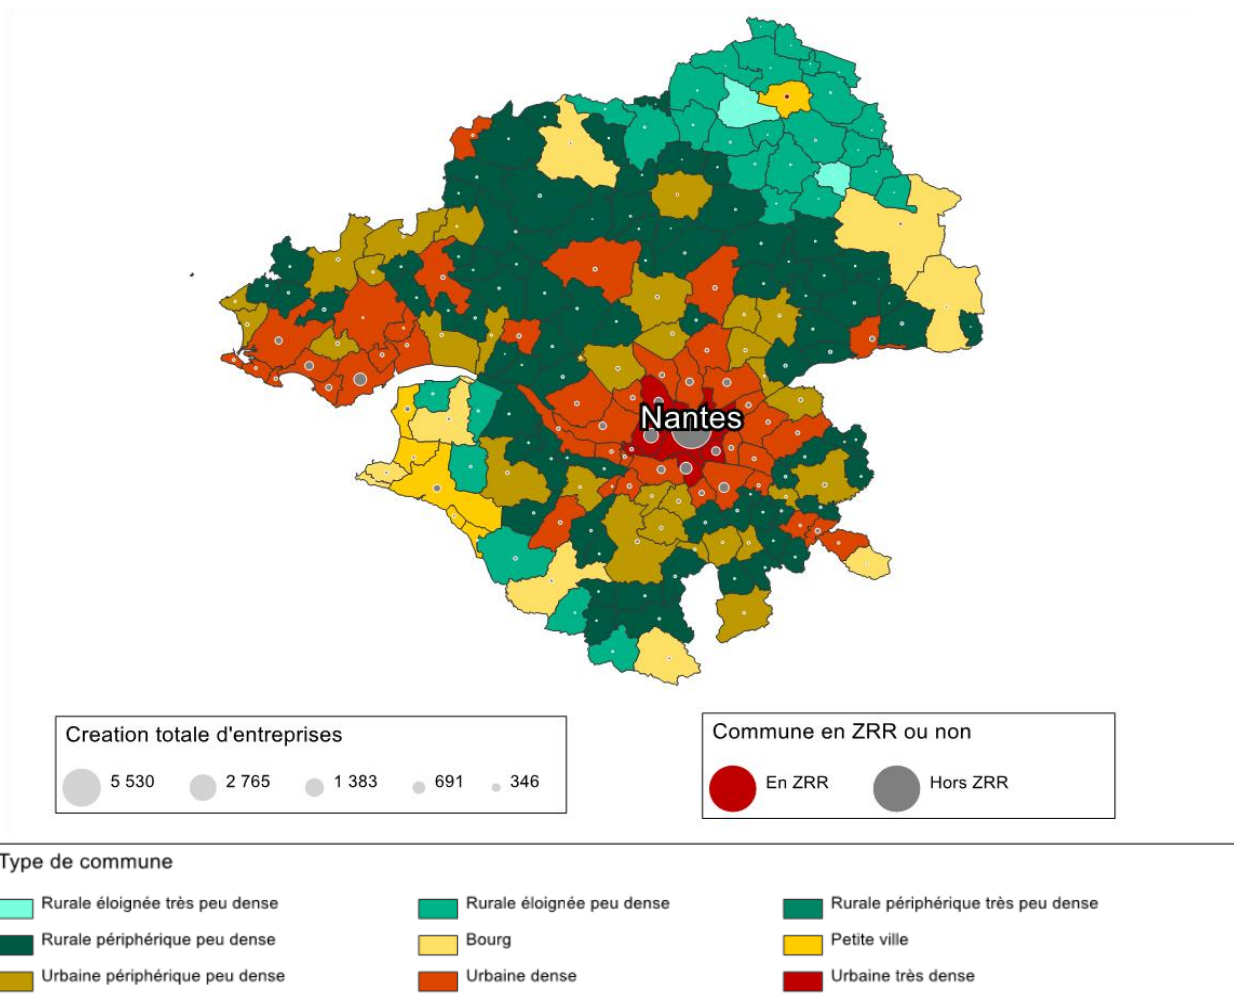 Nantes
Creation totale d'entreprises
5 530 2 765 1 383 691 346
Commune en ZRR ou non
En ZRR Hors ZRR
Type de commune
Rurale éloignée très peu dense Rurale éloignée peu dense Rurale périphérique très peu dense
Rurale périphérique peu dense Bourg Petite ville
Urbaine périphérique peu dense Urbaine dense Urbaine très dense